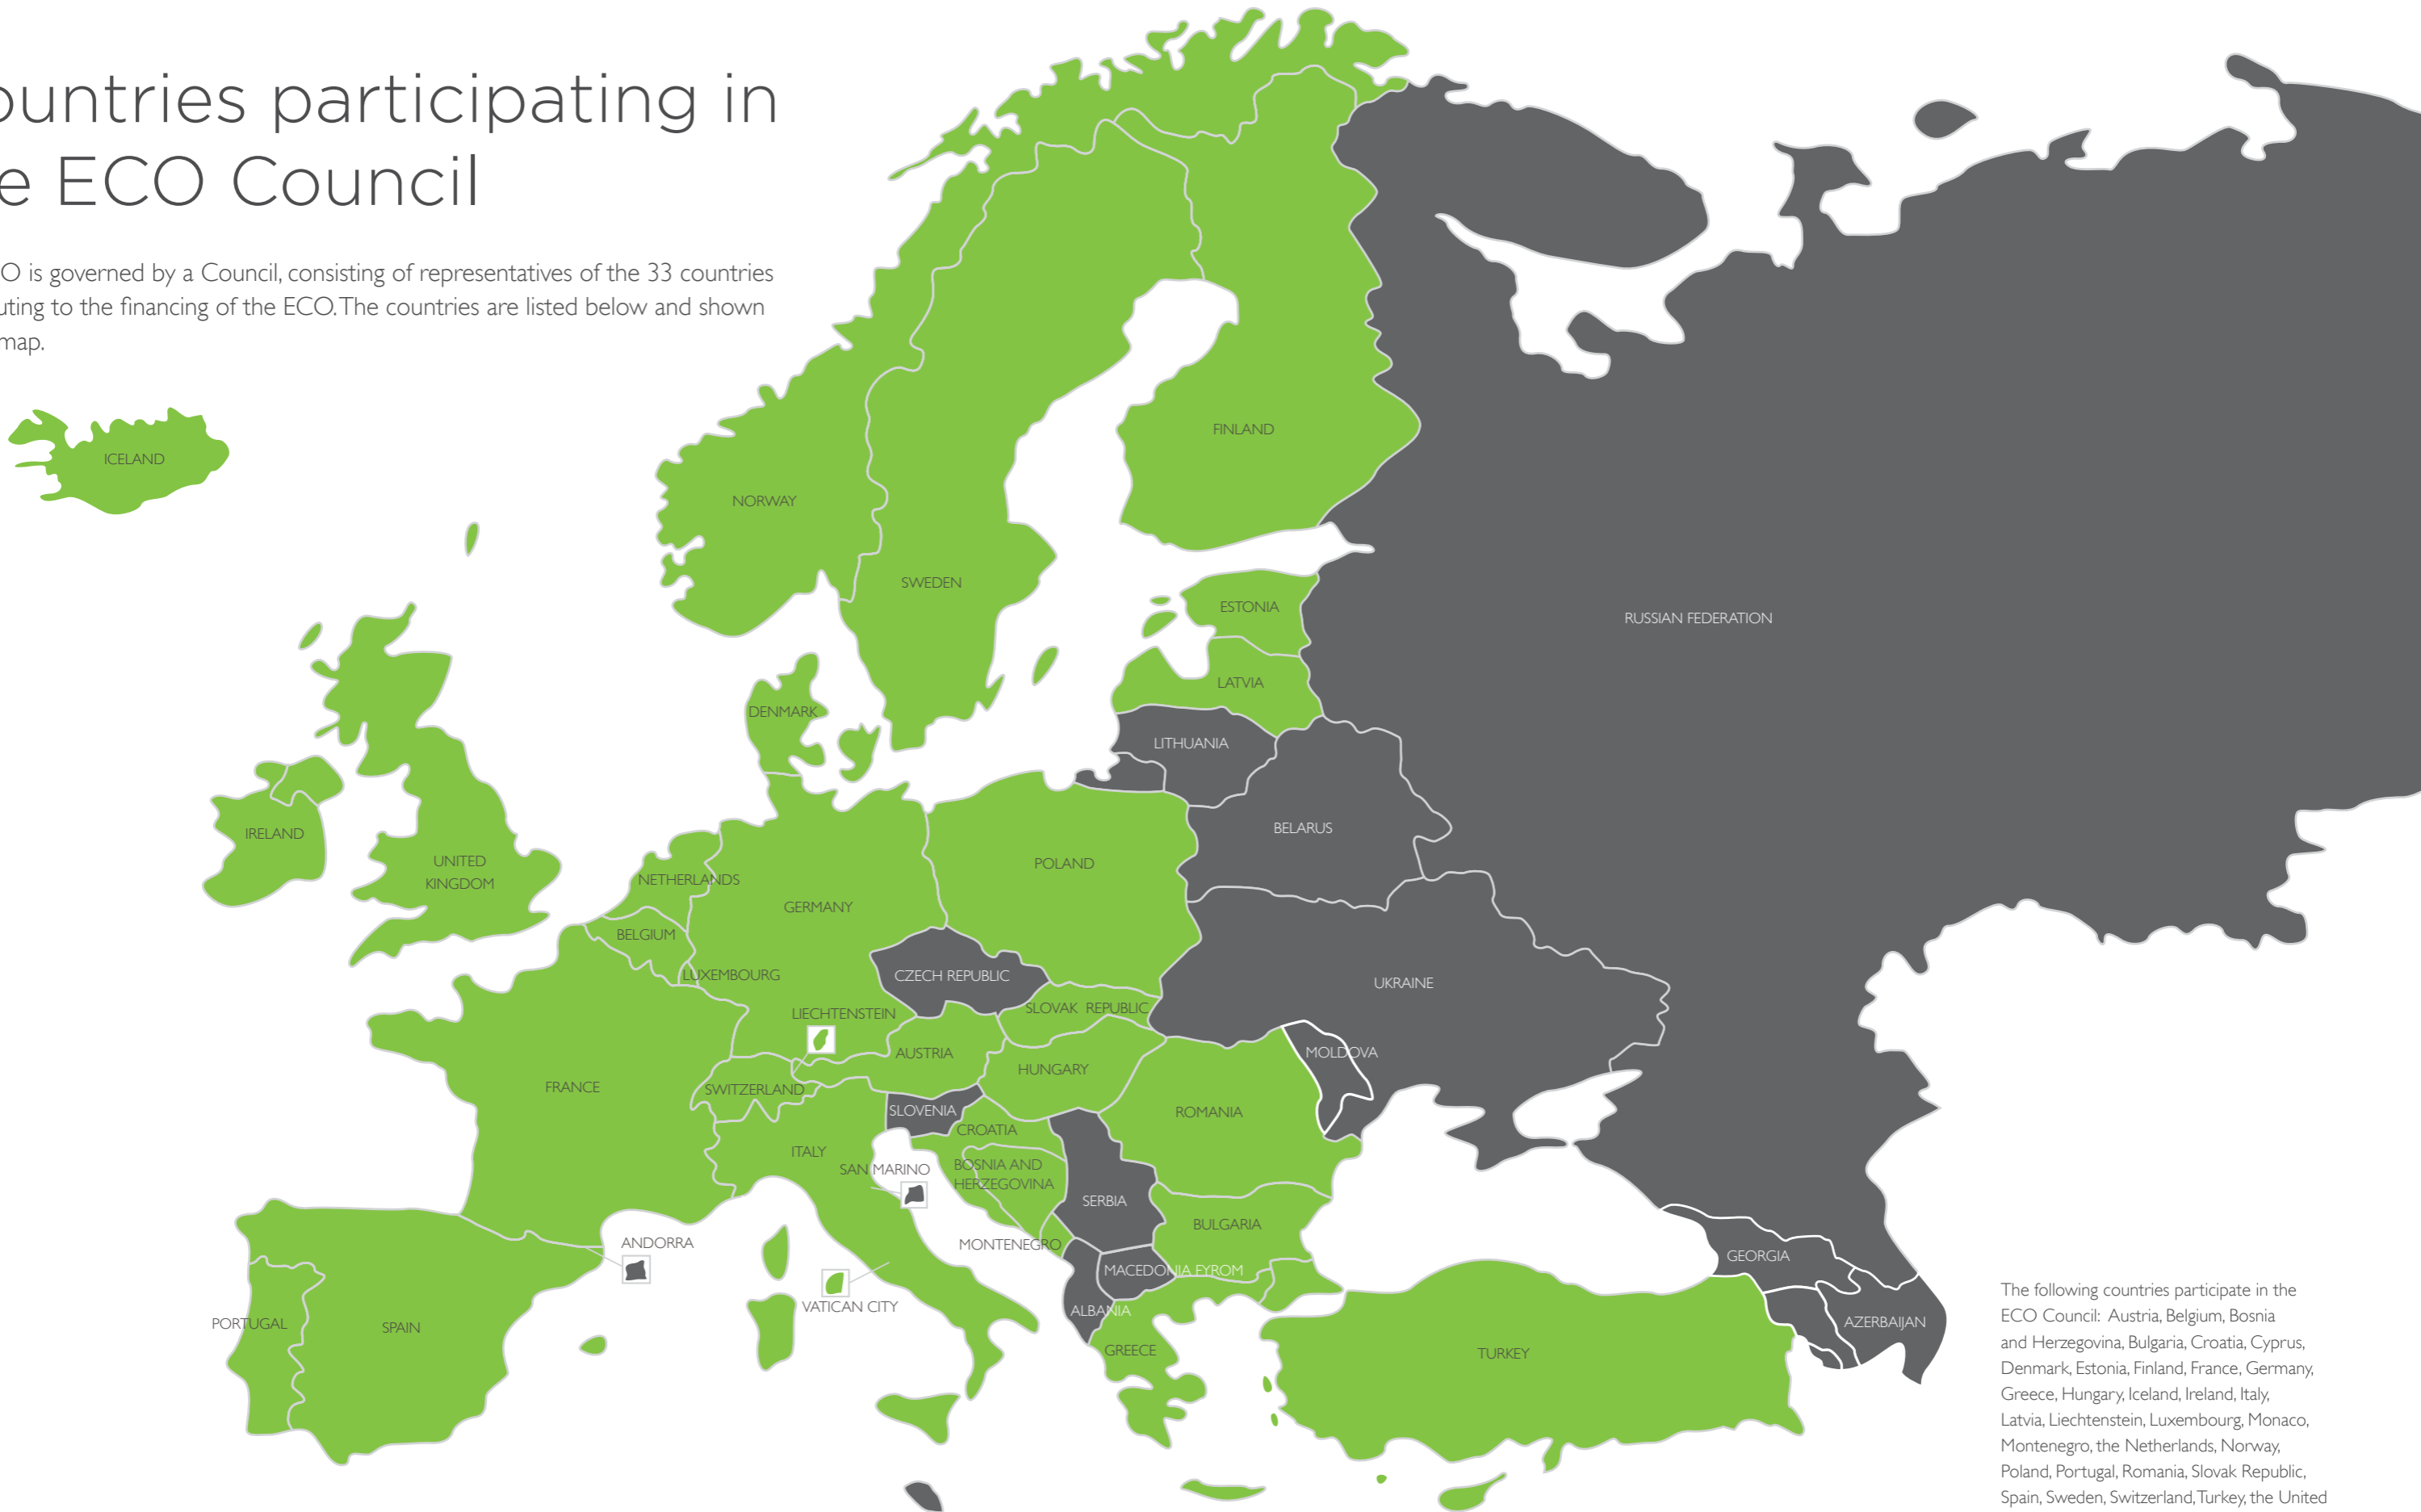 ountries participating in
e ECO Council
O is governed by a Council, consisting of representatives of the 33 countries
uting to the financing of the ECO. The countries are listed below and shown
map.
ICELAND
FINLAND
NORWAY
SWEDEN
ESTONIA
RUSSIAN FEDERATION
LATVIA
DENMARK
LITHUANIA
BELARUS
IRELAND
UNITED
KINGDOM
POLAND
NETHERLANDS
GERMANY
BELGIUM
LUXEMBOURG
CZECH REPUBLIC
UKRAINE
SLOVAK REPUBLIC
LIECHTENSTEIN
AUSTRIA
MOLDOVA
HUNGARY
FRANCE
SWITZERLAND
SLOVENIA
ROMANIA
CROATIA
ITALY
SAN MARINO
BOSNIA AND
HERZEGOVINA
SERBIA
BULGARIA
ANDORRA
MONTENEGRO
GEORGIA
MACEDONIA FYROM
VATICAN CITY
ALBANIA
AZERBAIJAN
PORTUGAL
SPAIN
GREECE
TURKEY
The following countries participate in the
ECO Council: Austria, Belgium, Bosnia
and Herzegovina, Bulgaria, Croatia, Cyprus,
Denmark, Estonia, Finland, France, Germany,
Greece, Hungary, Iceland, Ireland, Italy,
Latvia, Liechtenstein, Luxembourg, Monaco,
Montenegro, the Netherlands, Norway,
Poland, Portugal, Romania, Slovak Republic,
Spain, Sweden, Switzerland, Turkey, the United